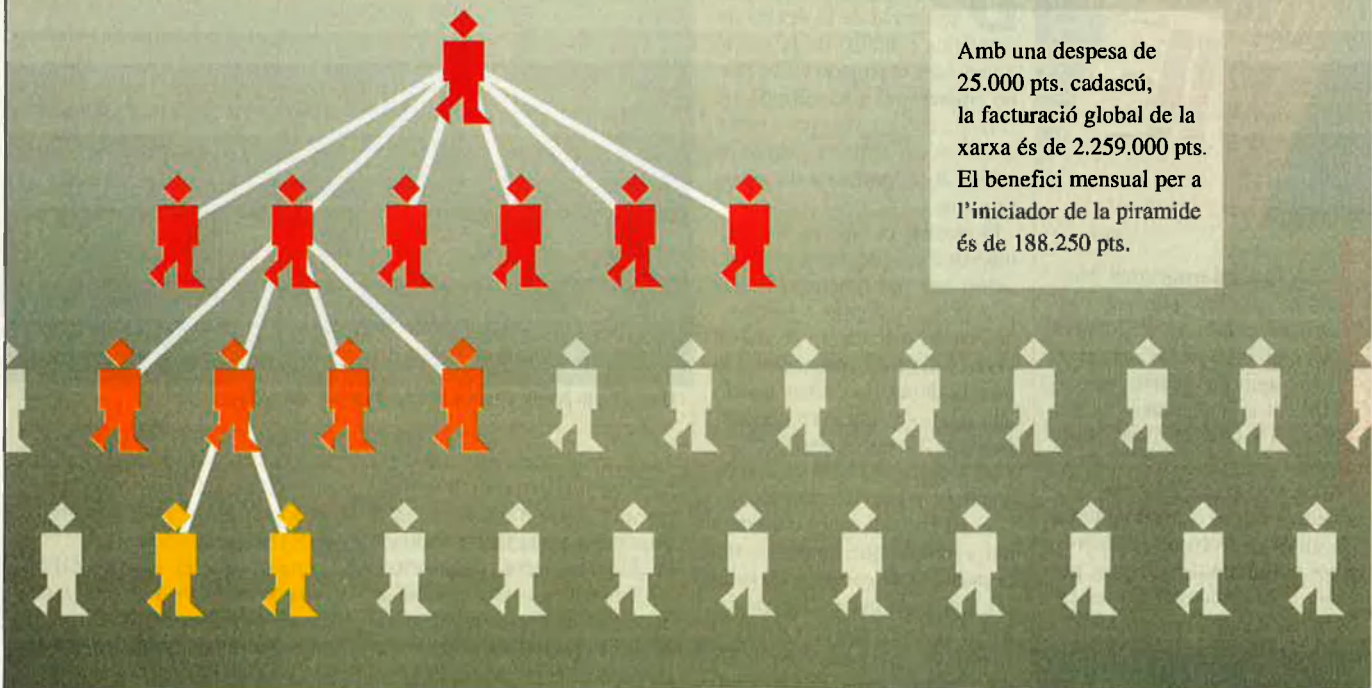 Amb una despesa de
25.000 pts. cadascú,
la facturació global de la
xarxa és de 2.259.000 pts.
El benefici mensual per a
l'iniciador de la piramide
és de 188.250 pts.